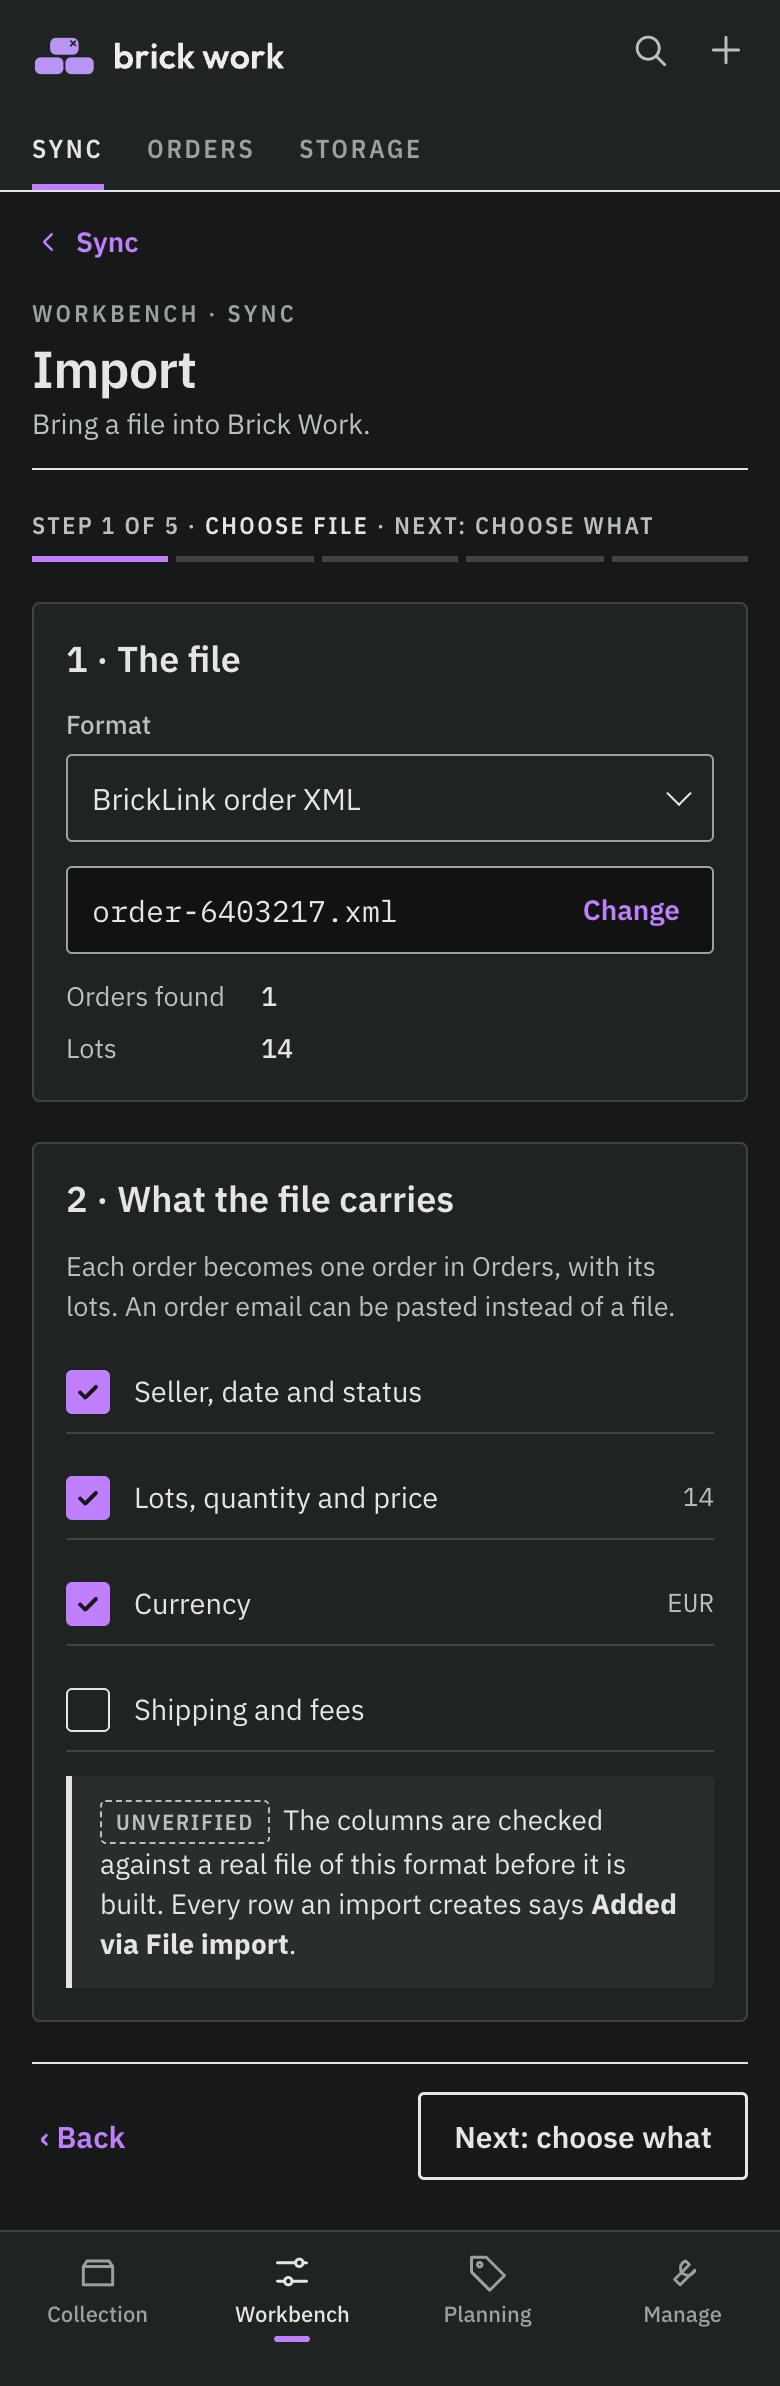 brick work
SYNC
ORDERS
STORAGE
Sync
WORKBENCH · SYNC
Import
Bring a file into Brick Work.
STEP 1 OF 5 · CHOOSE FILE · NEXT: CHOOSE WHAT
1 · The file
Format
BrickLink order XML
order-6403217.xml
Change
Orders found 1
Lots 14
2 · What the file carries
Each order becomes one order in Orders, with its
lots. An order email can be pasted instead of a file.
Seller, date and status
Lots, quantity and price 14
Currency EUR
Shipping and fees
UNVERIFIED The columns are checked
against a real file of this format before it is
built. Every row an import creates says Added
via File import.
‹ Back
Next: choose what
Collection
Workbench
Planning
Manage